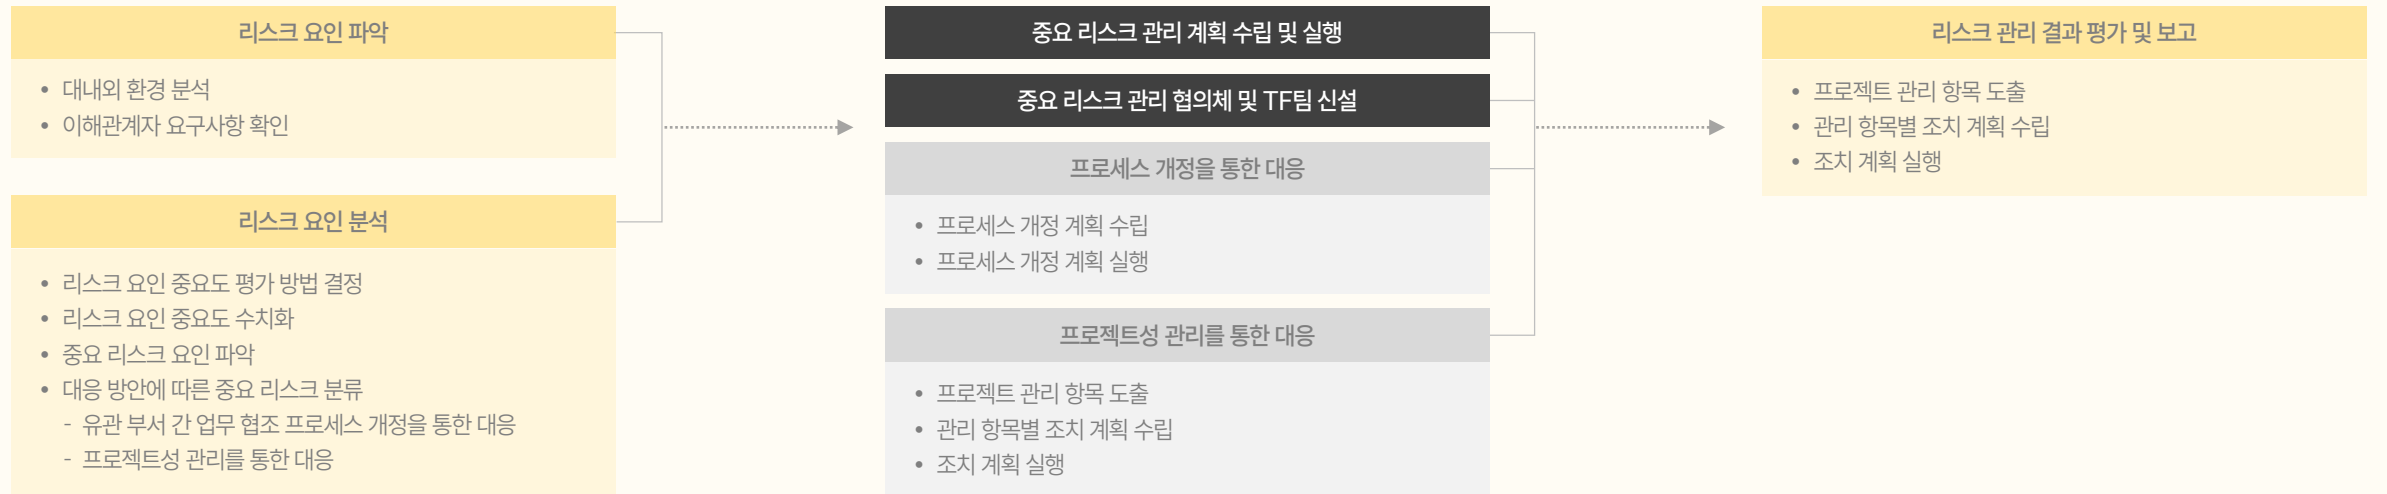 리스크 요인 파악
• 대내외 환경 분석
• 이해관계자 요구사항 확인
리스크 요인 분석
• 리스크 요인 중요도 평가 방법 결정
• 리스크 요인 중요도 수치화
• 중요 리스크 요인 파악
• 대응 방안에 따른 중요 리스크 분류
- 유관 부서 간 업무 협조 프로세스 개정을 통한 대응
- 프로젝트성 관리를 통한 대응
중요 리스크 관리 계획 수립 및 실행
중요 리스크 관리 협의체 및 TF팀 신설
프로세스 개정을 통한 대응
• 프로세스 개정 계획 수립
• 프로세스 개정 계획 실행
프로젝트성 관리를 통한 대응
• 프로젝트 관리 항목 도출
• 관리 항목별 조치 계획 수립
• 조치 계획 실행
리스크 관리 결과 평가 및 보고
• 프로젝트 관리 항목 도출
• 관리 항목별 조치 계획 수립
• 조치 계획 실행